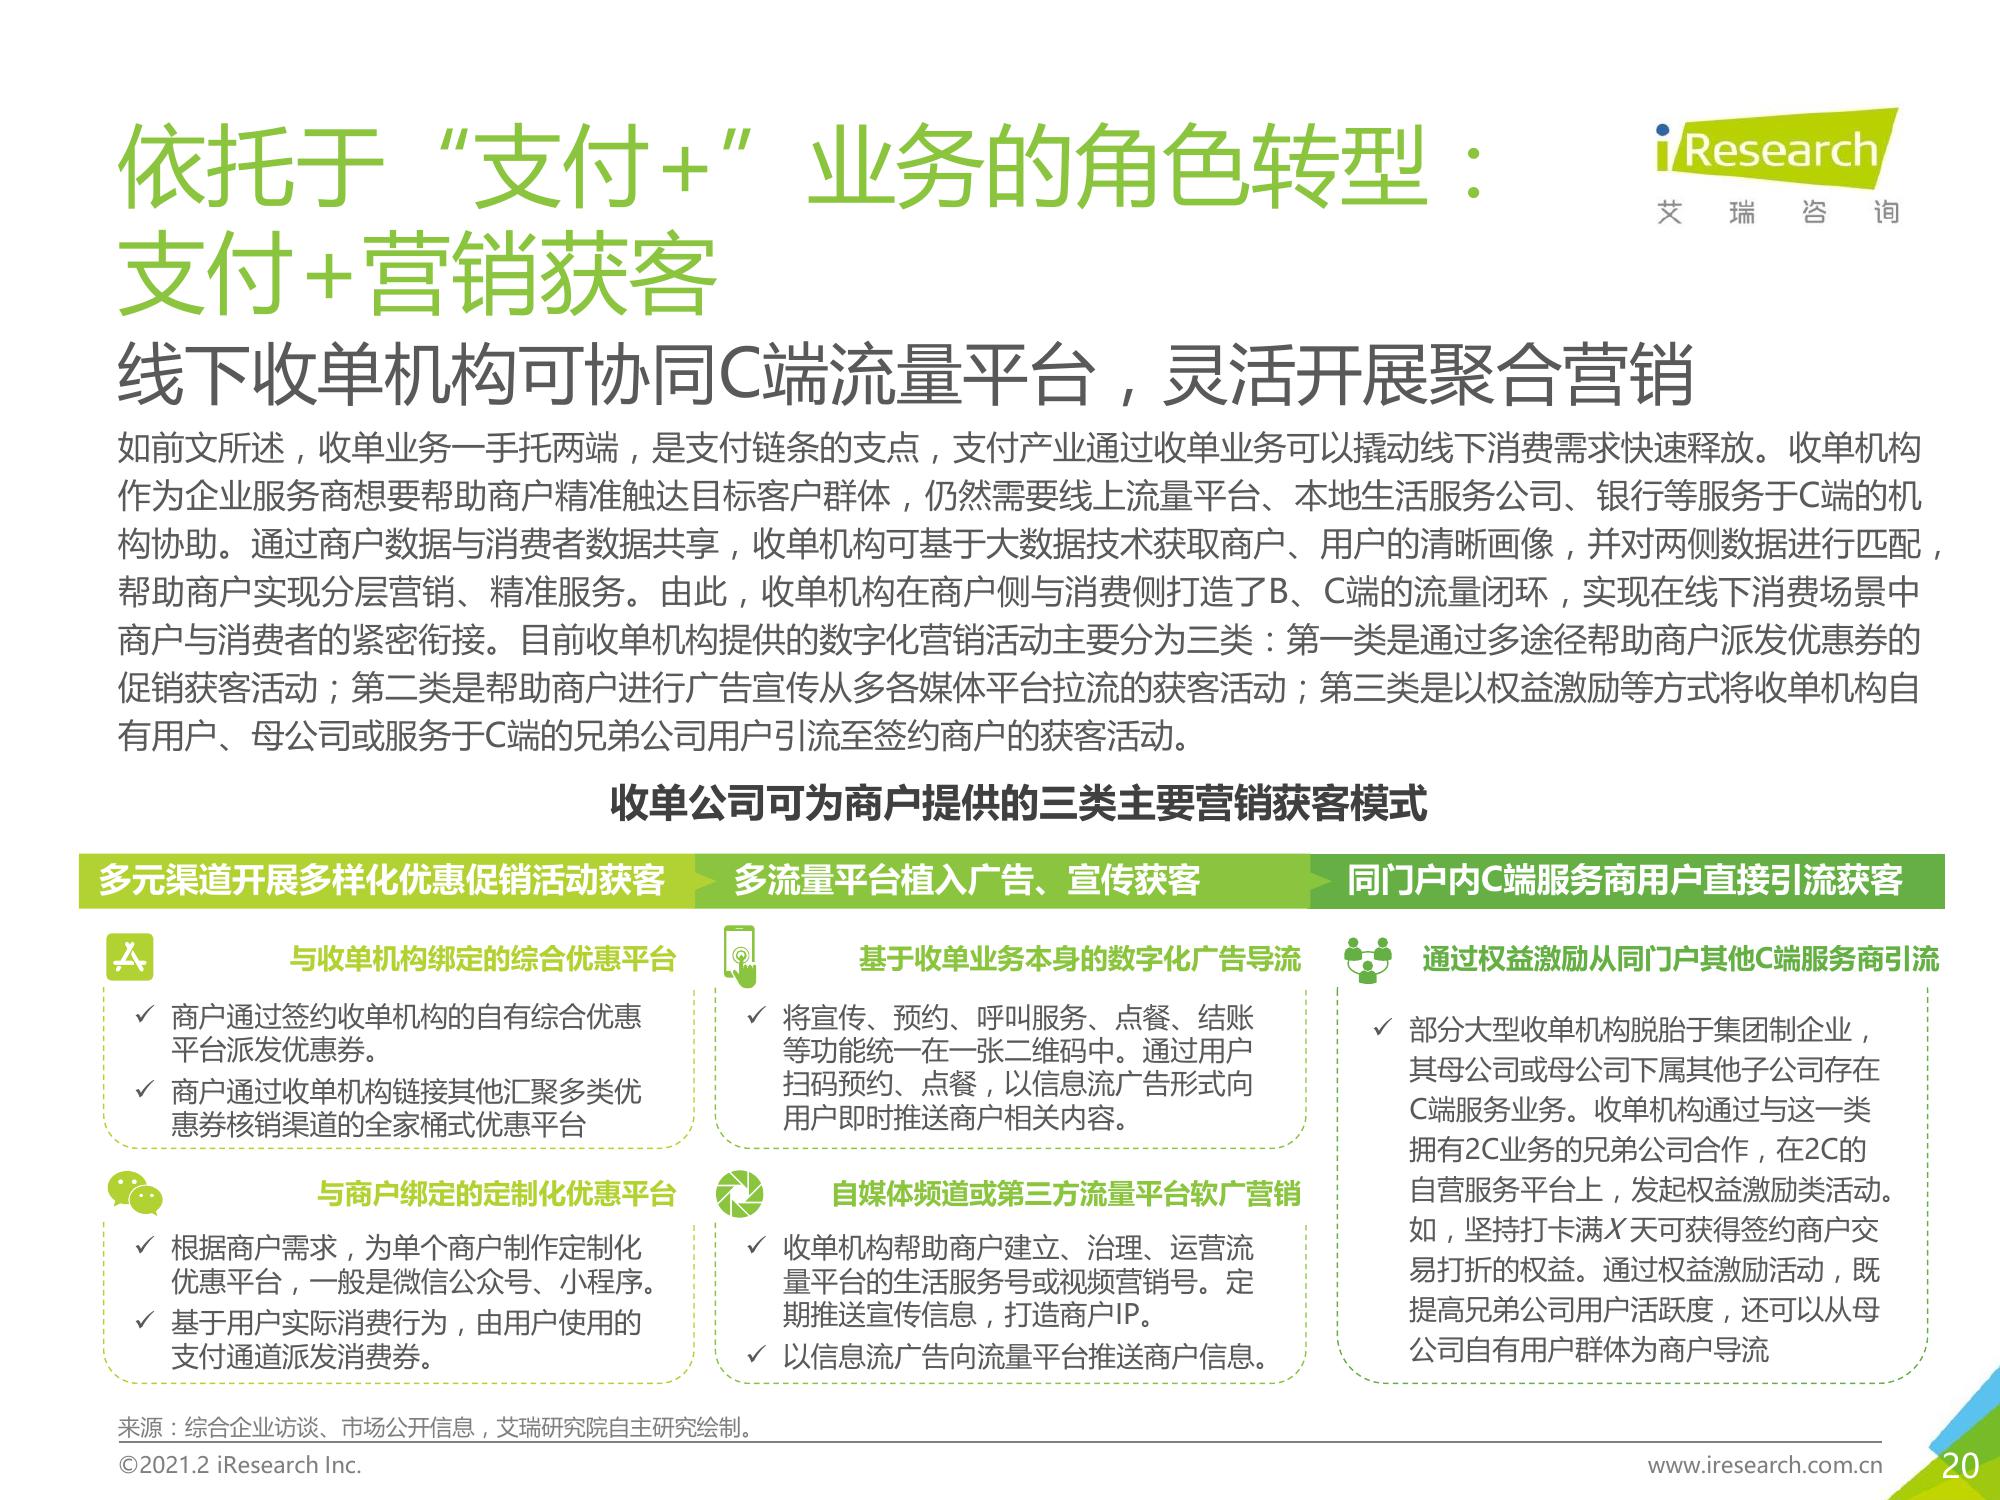 依托于“支付+”业务的角色转型：
支付+营销获客
iResearch
艾 瑞 咨 询
线下收单机构可协同C端流量平台，灵活开展聚合营销
如前文所述，收单业务一手托两端，是支付链条的支点，支付产业通过收单业务可以撬动线下消费需求快速释放。收单机构
作为企业服务商想要帮助商户精准触达目标客户群体，仍然需要线上流量平台、本地生活服务公司、银行等服务于C端的机
构协助。通过商户数据与消费者数据共享，收单机构可基于大数据技术获取商户、用户的清晰画像，并对两侧数据进行匹配，
帮助商户实现分层营销、精准服务。由此，收单机构在商户侧与消费侧打造了B、C端的流量闭环，实现在线下消费场景中
商户与消费者的紧密衔接。目前收单机构提供的数字化营销活动主要分为三类：第一类是通过多途径帮助商户派发优惠券的
促销获客活动；第二类是帮助商户进行广告宣传从多各媒体平台拉流的获客活动；第三类是以权益激励等方式将收单机构自
有用户、母公司或服务于C端的兄弟公司用户引流至签约商户的获客活动。
收单公司可为商户提供的三类主要营销获客模式
多元渠道开展多样化优惠促销活动获客
与收单机构绑定的综合优惠平台
✓ 商户通过签约收单机构的自有综合优惠
平台派发优惠券。
✓ 商户通过收单机构链接其他汇聚多类优
惠券核销渠道的全家桶式优惠平台
与商户绑定的定制化优惠平台
✓ 根据商户需求，为单个商户制作定制化
优惠平台，一般是微信公众号、小程序。
✓ 基于用户实际消费行为，由用户使用的
支付通道派发消费券。
多流量平台植入广告、宣传获客
基于收单业务本身的数字化广告导流
✓ 将宣传、预约、呼叫服务、点餐、结账
等功能统一在一张二维码中。通过用户
扫码预约、点餐，以信息流广告形式向
用户即时推送商户相关内容。
自媒体频道或第三方流量平台软广营销
✓ 收单机构帮助商户建立、治理、运营流
量平台的生活服务号或视频营销号。定
期推送宣传信息，打造商户IP。
✓ 以信息流广告向流量平台推送商户信息。
同门户内C端服务商用户直接引流获客
通过权益激励从同门户其他C端服务商引流
✓ 部分大型收单机构脱胎于集团制企业，
其母公司或母公司下属其他子公司存在
C端服务业务。收单机构通过与这一类
拥有2C业务的兄弟公司合作，在2C的
自营服务平台上，发起权益激励类活动。
如，坚持打卡满X天可获得签约商户交
易打折的权益。通过权益激励活动，既
提高兄弟公司用户活跃度，还可以从母
公司自有用户群体为商户导流
来源：综合企业访谈、市场公开信息，艾瑞研究院自主研究绘制。
©2021.2 iResearch Inc.
www.iresearch.com.cn
20